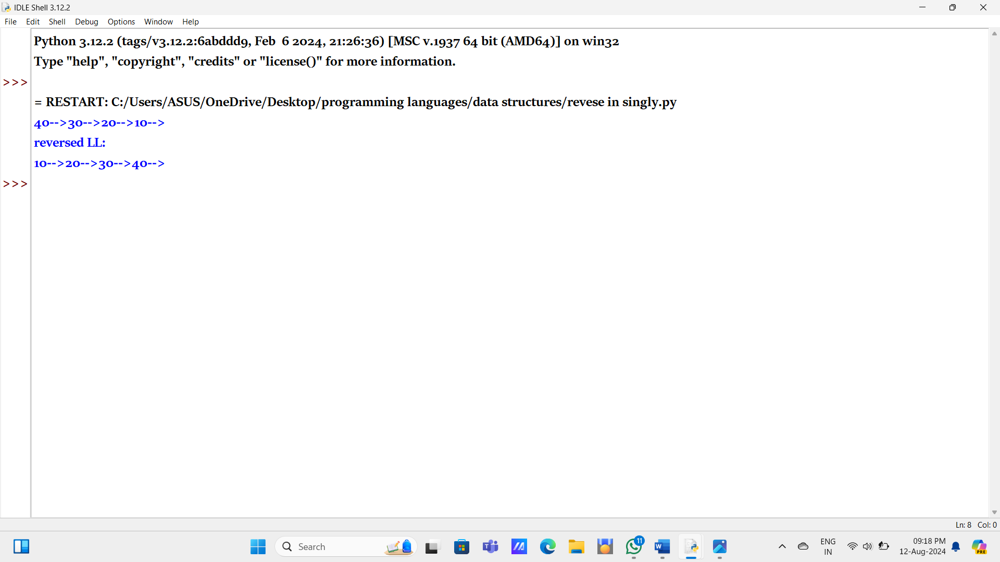 IDLE Shell 3.12.2
File Edit Shell Debug Options Window Help
Python 3.12.2 (tags/v3.12.2:6abddd9, Feb  6 2024, 21:26:36) [MSC v.1937 64 bit (AMD64)] on win32
Type "help", "copyright", "credits" or "license()" for more information.
>>>
= RESTART: C:/Users/ASUS/OneDrive/Desktop/programming languages/data structures/revese in singly.py
40-->30-->20-->10-->
reversed LL:
10-->20-->30-->40-->
>>>
Ln: 8 Col: 0
Search
11
W
ENG
IN
09:18 PM
12-Aug-2024
PRE